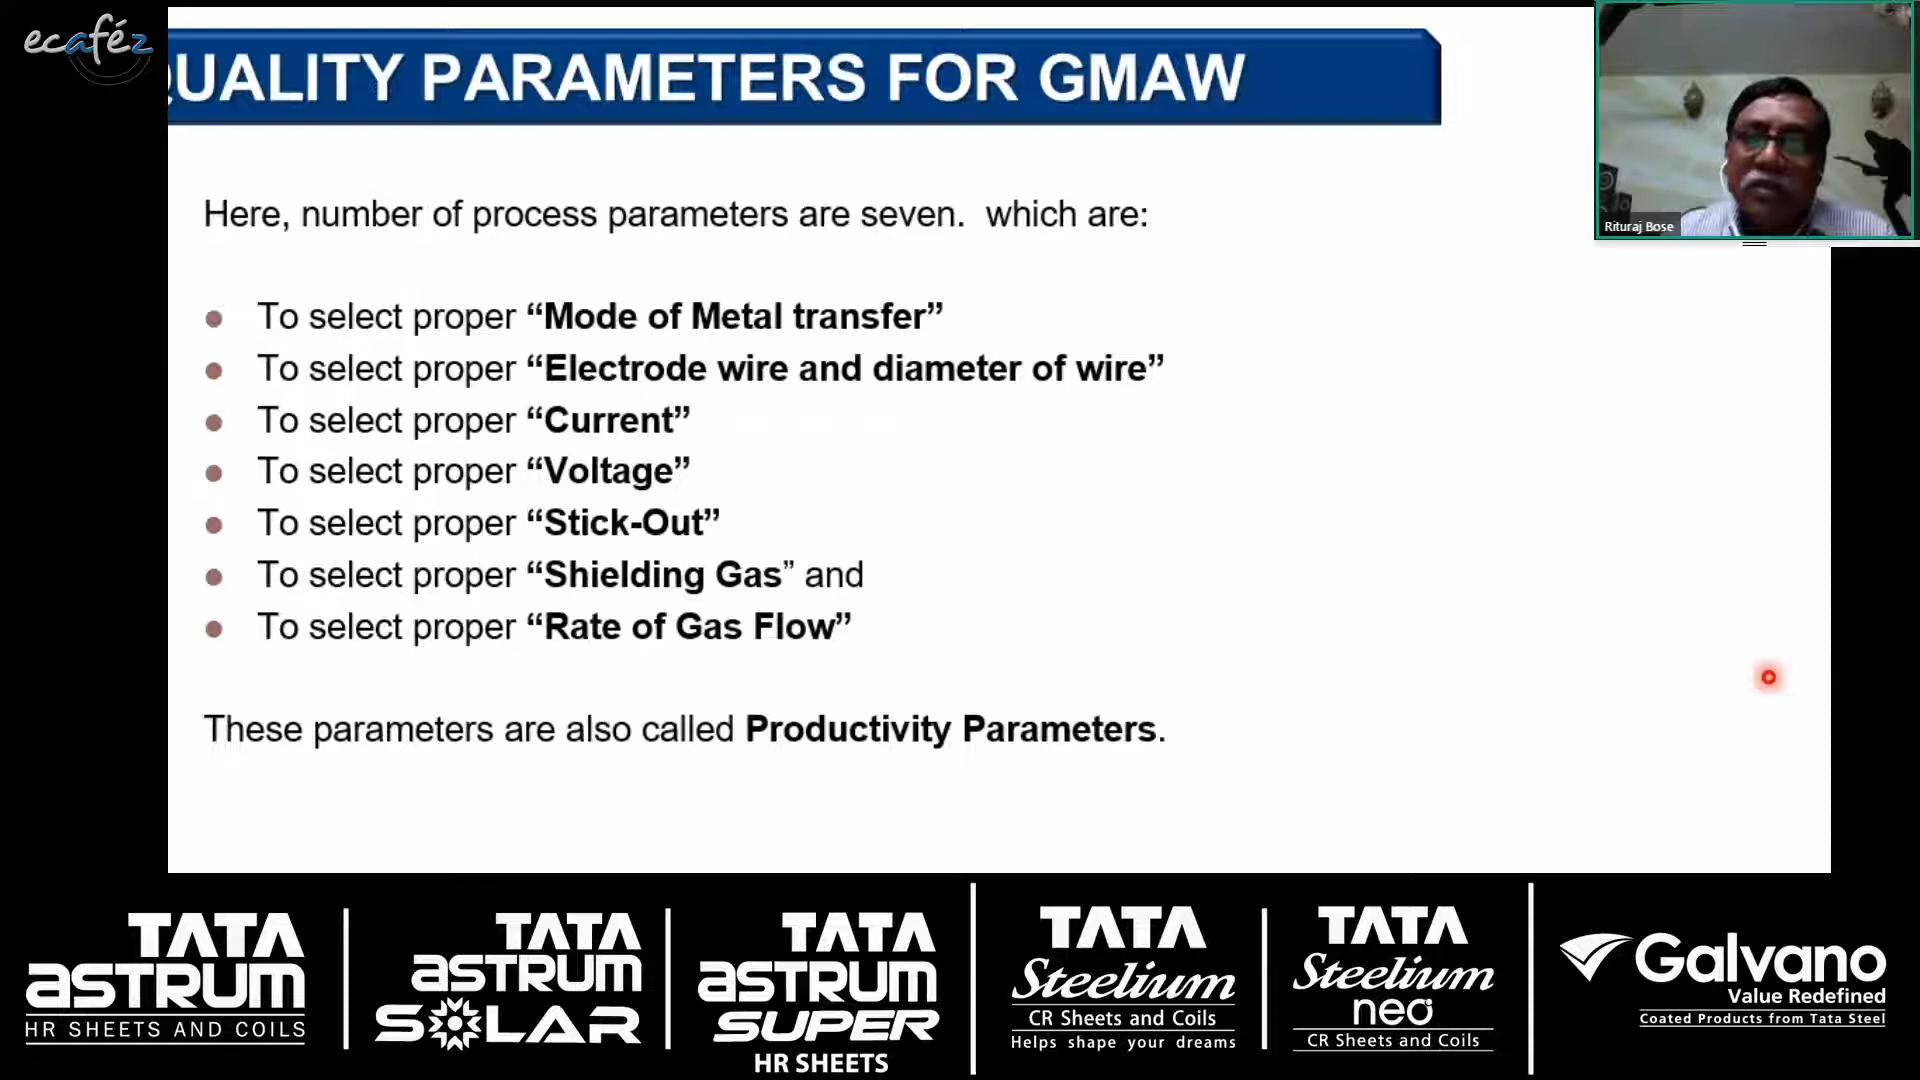 ecaféz
QUALITY PARAMETERS FOR GMAW
Rituraj Bose
Here, number of process parameters are seven. which are:
● To select proper “Mode of Metal transfer”
● To select proper “Electrode wire and diameter of wire”
● To select proper “Current”
● To select proper “Voltage”
● To select proper “Stick-Out”
● To select proper “Shielding Gas” and
● To select proper “Rate of Gas Flow”
These parameters are also called Productivity Parameters.
TATA
ASTRUM
HR SHEETS AND COILS
TATA
ASTRUM
SOLAR
TATA
ASTRUM
SUPER
HR SHEETS
TATA
Steelium
CR Sheets and Coils
Helps shape your dreams
TATA
Steelium
neo
CR Sheets and Coils
Galvano
Value Redefined
Coated Products from Tata Steel